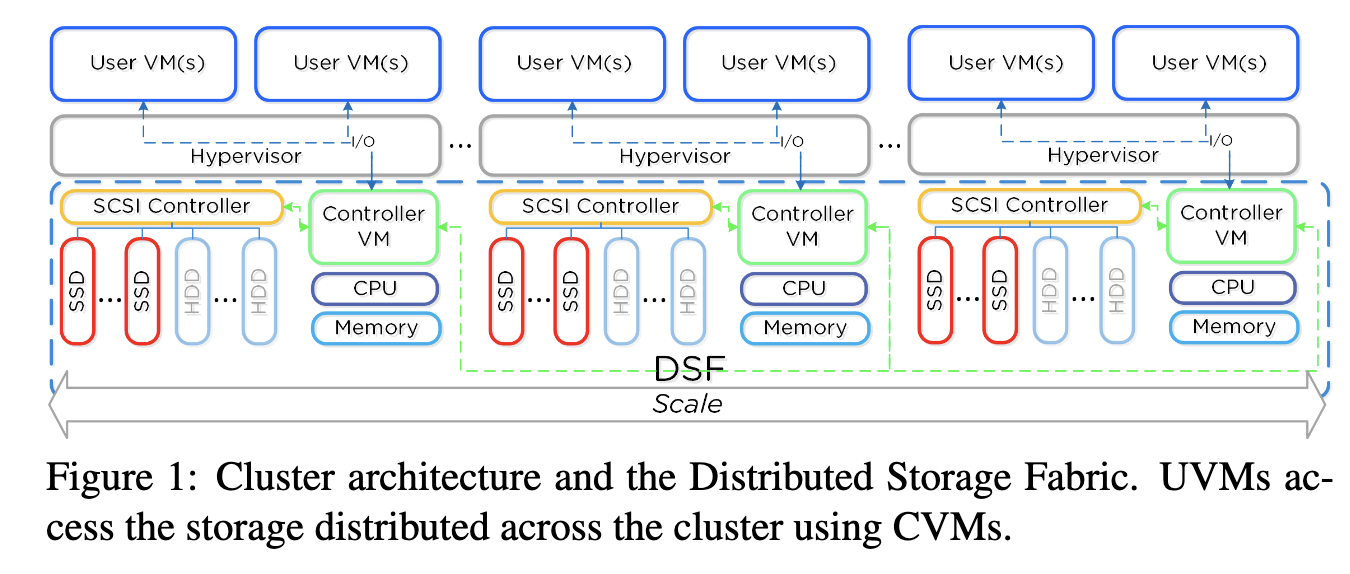 User VM(s) User VM(s) User VM(s) User VM(s) User VM(s) User VM(s)
I/O I/O I/O
Hypervisor ... Hypervisor ... Hypervisor
SCSI Controller Controller VM SCSI Controller Controller VM SCSI Controller Controller VM
SSD ... SSD HDD ... HDD SSD ... SSD HDD ... HDD SSD ... SSD HDD ... HDD
CPU CPU CPU
Memory Memory Memory
DSF
Scale
Figure 1: Cluster architecture and the Distributed Storage Fabric. UVMs ac-
cess the storage distributed across the cluster using CVMs.